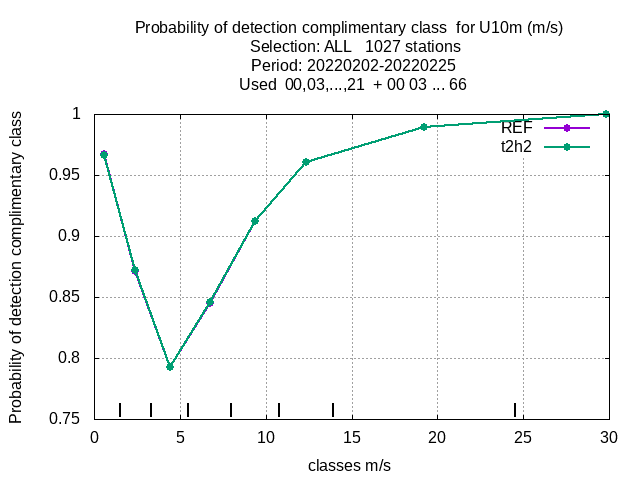 Probability of detection complimentary class  for U10m (m/s)
Selection: ALL   1027 stations
Period: 20220202-20220225
Used  00,03,...,21  + 00 03 ... 66
Probability of detection complimentary class
1
0.95
0.9
0.85
0.8
0.75
REF
t2h2
0 5 10 15 20 25 30
classes m/s